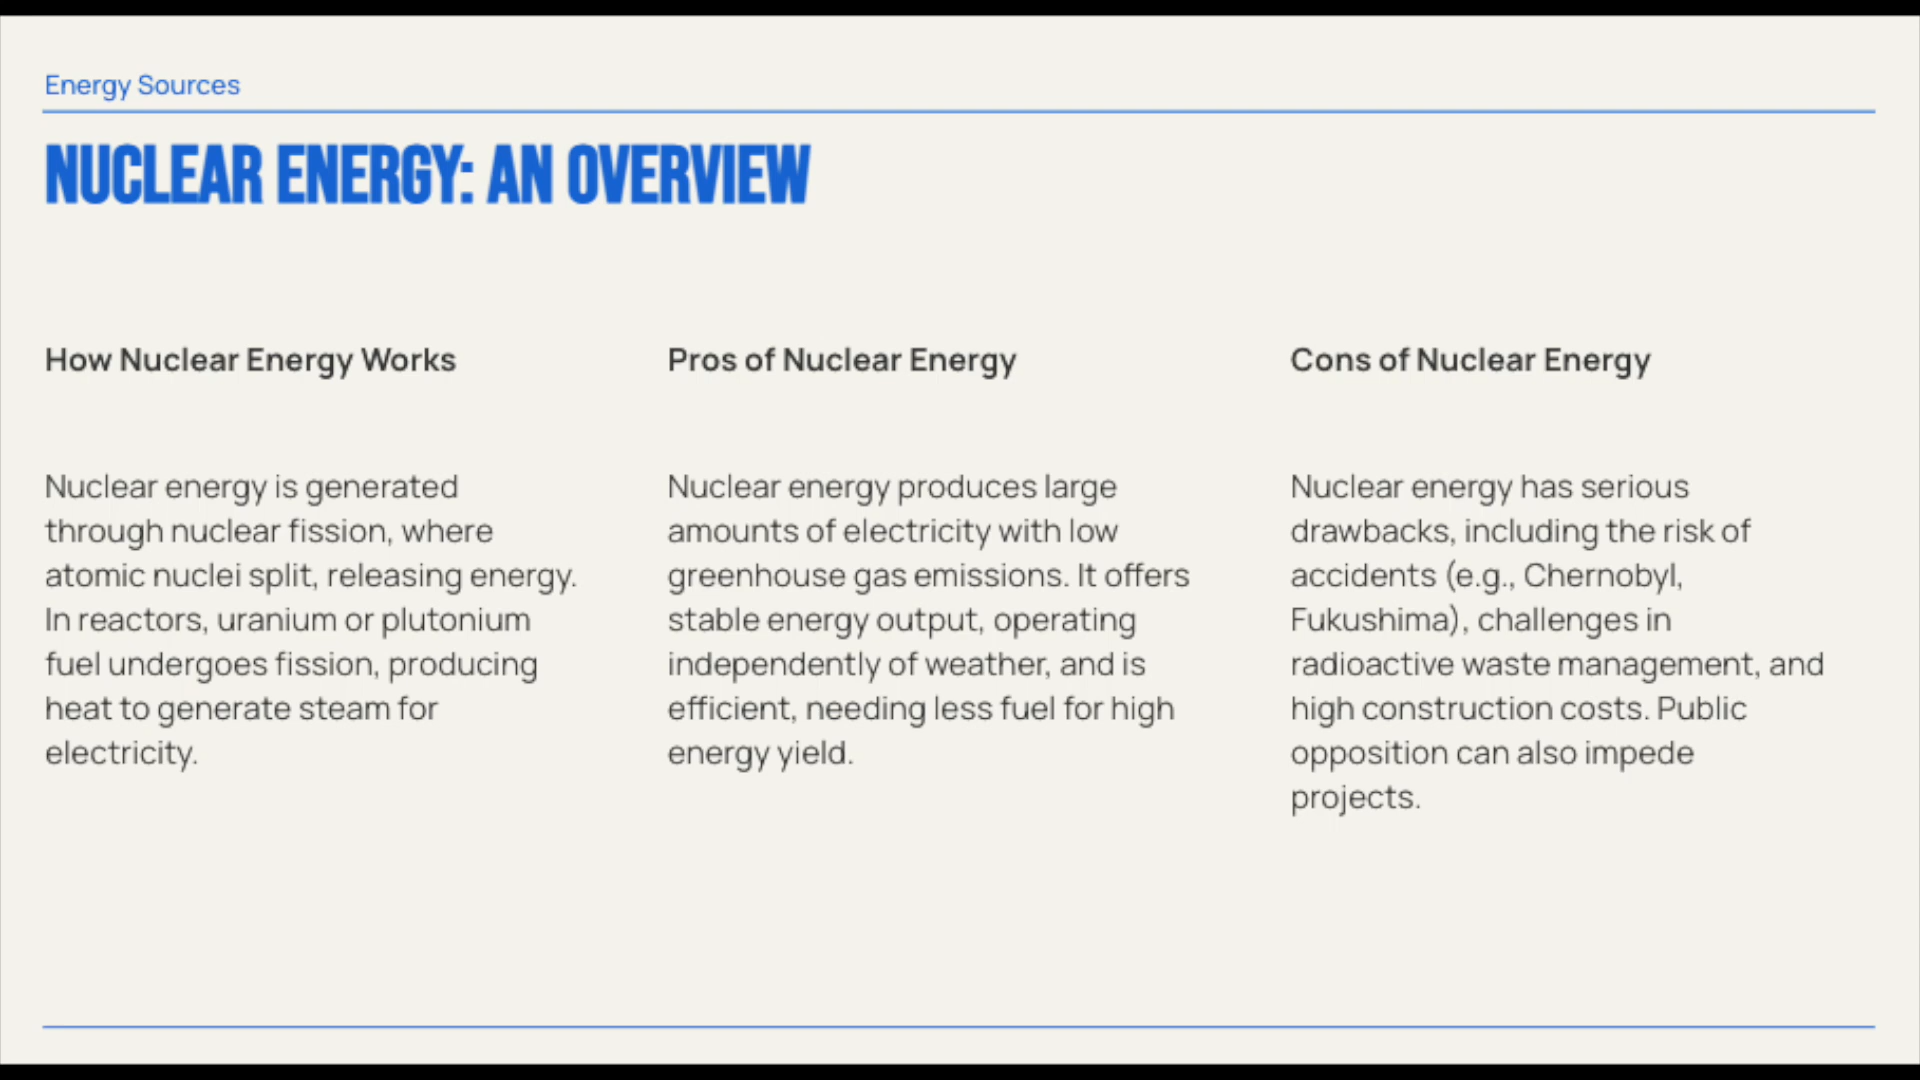 Energy Sources
NUCLEAR ENERGY: AN OVERVIEW
How Nuclear Energy Works
Nuclear energy is generated
through nuclear fission, where
atomic nuclei split, releasing energy.
In reactors, uranium or plutonium
fuel undergoes fission, producing
heat to generate steam for
electricity.
Pros of Nuclear Energy
Nuclear energy produces large
amounts of electricity with low
greenhouse gas emissions. It offers
stable energy output, operating
independently of weather, and is
efficient, needing less fuel for high
energy yield.
Cons of Nuclear Energy
Nuclear energy has serious
drawbacks, including the risk of
accidents (e.g., Chernobyl,
Fukushima), challenges in
radioactive waste management, and
high construction costs. Public
opposition can also impede
projects.